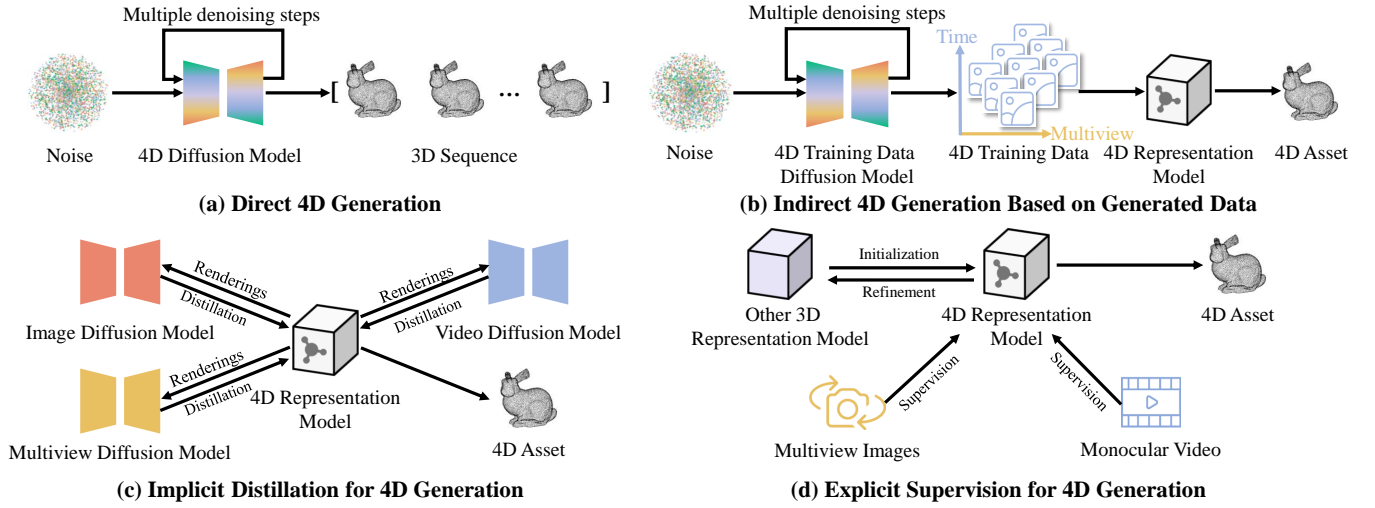 Multiple denoising steps
[
...
]
Noise
4D Diffusion Model
3D Sequence
(a) Direct 4D Generation
Multiple denoising steps
Time
Multiview
Noise
4D Training Data
Diffusion Model
4D Training Data
4D Representation
Model
4D Asset
(b) Indirect 4D Generation Based on Generated Data
Renderings
Distillation
Image Diffusion Model
Renderings
Distillation
Video Diffusion Model
Renderings
Distillation
Multiview Diffusion Model
4D Representation
Model
4D Asset
(c) Implicit Distillation for 4D Generation
Initialization
Refinement
Other 3D
Representation Model
4D Representation
Model
4D Asset
Supervision
Supervision
Multiview Images
Monocular Video
(d) Explicit Supervision for 4D Generation